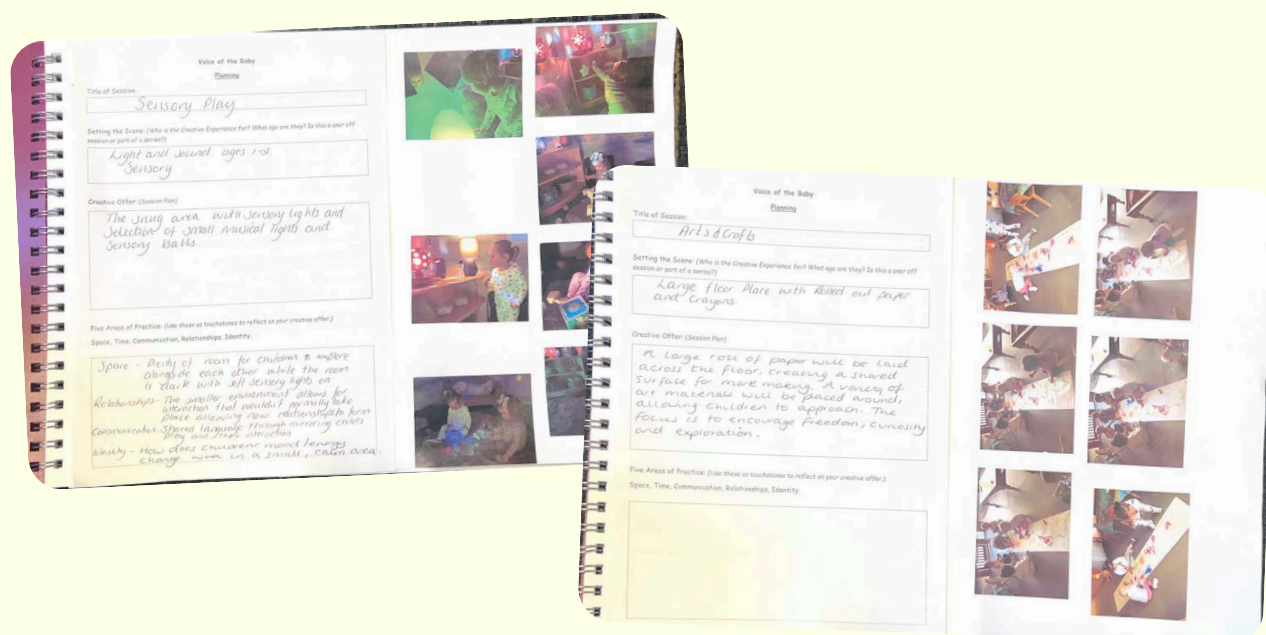 Voice of the Baby
Planning
Title of Session:
Sensory Play
Setting the Scene: (Who is the Creative Experience for? What age are they? Is this a oner off
session or part of a series?)
Light and sound. ages 1-2.
Sensory
Creative Offer: (Session Plan)
The snug area with sensory lights and
Selection of small musical lights and
Sensory balls
Five Areas of Practice: (Use these as touchstones to reflect on your creative offer.)
Space, Time, Communication, Relationships, Identity.
Space - Plenty of room for children to explore
alongside each other while the room
is dark with soft sensory lights on
Relationships - The smaller environment allows for
interaction that wouldn't normally take
place allowing new relationships to form
Communication - Shared language through mirroring childs
play and interaction
Identity - How does childrens mood/energy
change when in a small, calm area.
Voice of the Baby
Planning
Title of Session:
Arts & Crafts
Setting the Scene: (Who is the Creative Experience for? What age are they? Is this a oner off
session or part of a series?)
Large floor Place with Rolled out paper
and Crayons.
Creative Offer: (Session Plan)
A large roll of paper will be laid
across the floor, creating a shared
surface for mark making. A variety of
art materials will be placed around,
allowing children to approach. The
focus is to encourage freedom, curiosity
and exploration.
Five Areas of Practice: (Use these as touchstones to reflect on your creative offer.)
Space, Time, Communication, Relationships, Identity.